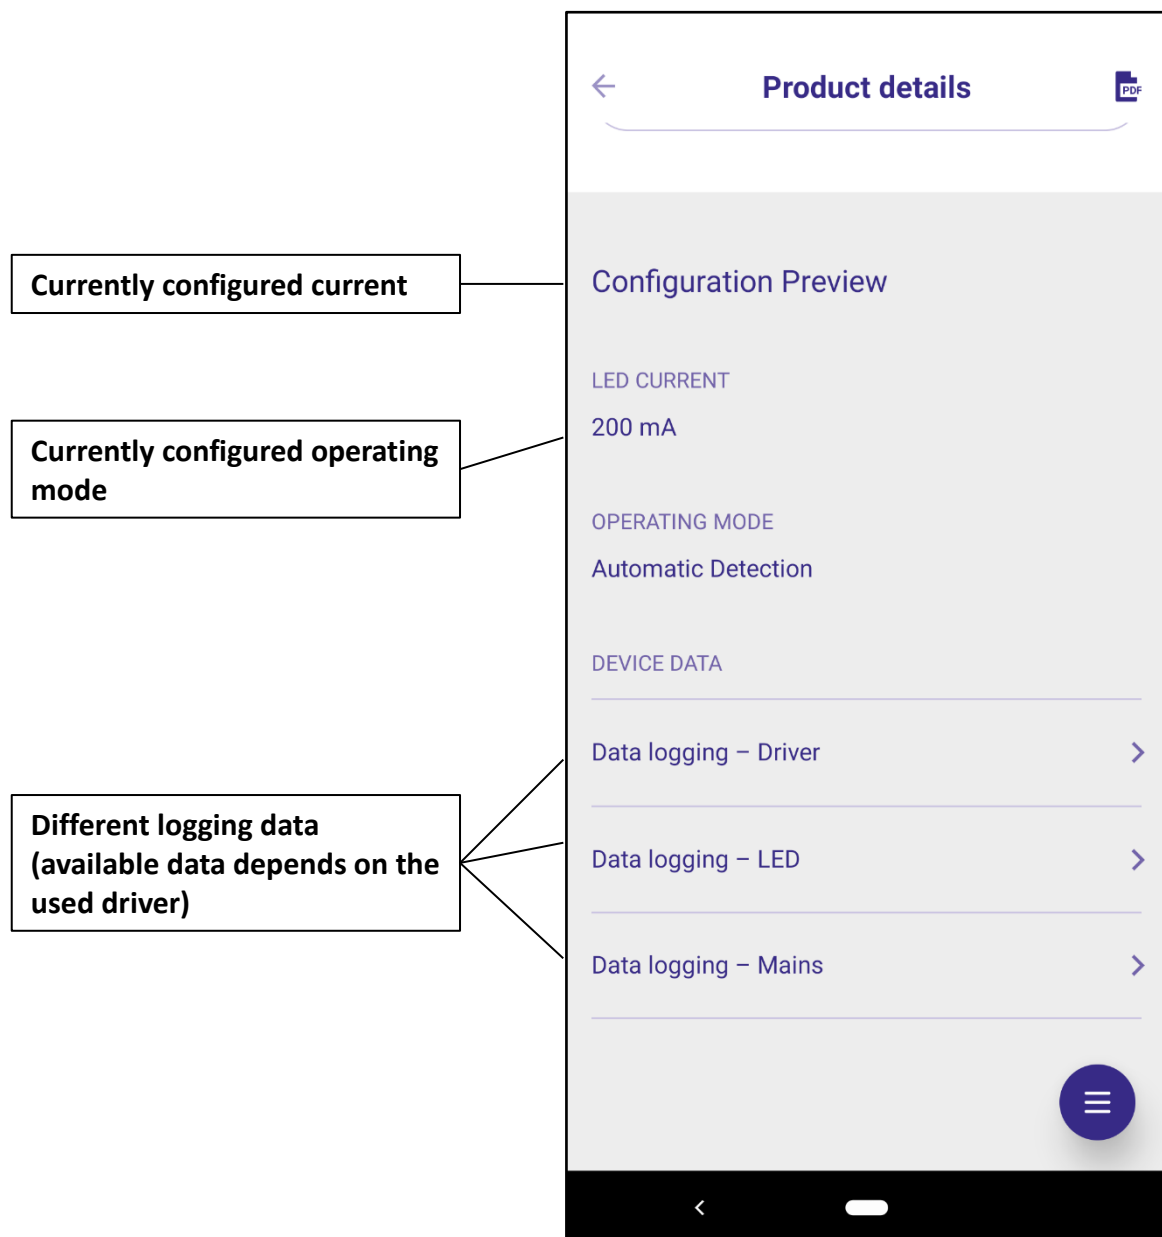 Product details
PDF
Currently configured current
Configuration Preview
LED CURRENT
200 mA
Currently configured operating
mode
OPERATING MODE
Automatic Detection
DEVICE DATA
Data logging – Driver
Different logging data
(available data depends on the
used driver)
Data logging – LED
Data logging – Mains